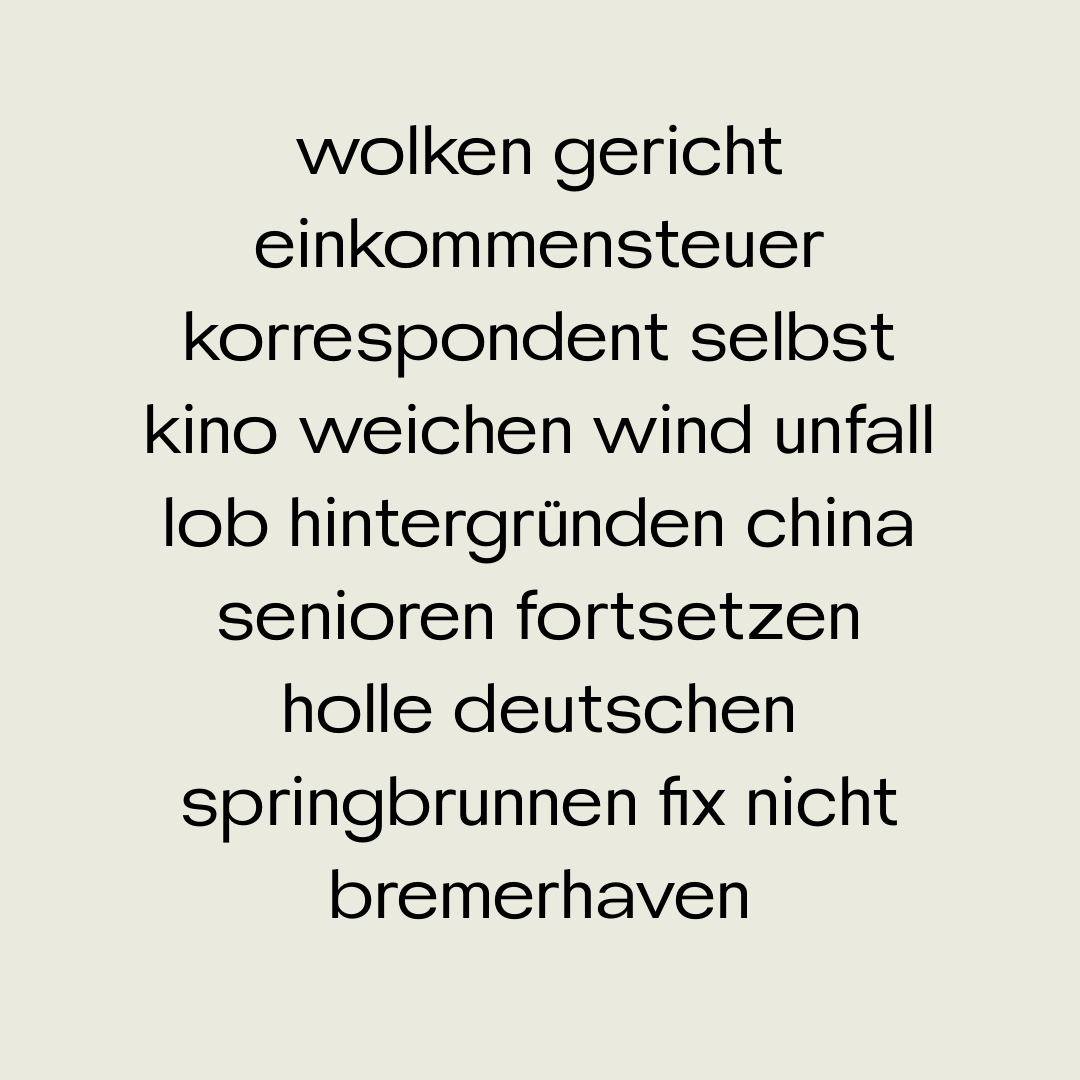 wolken gericht
einkommensteuer
korrespondent selbst
kino weichen wind unfall
lob hintergründen china
senioren fortsetzen
holle deutschen
springbrunnen fix nicht
bremerhaven